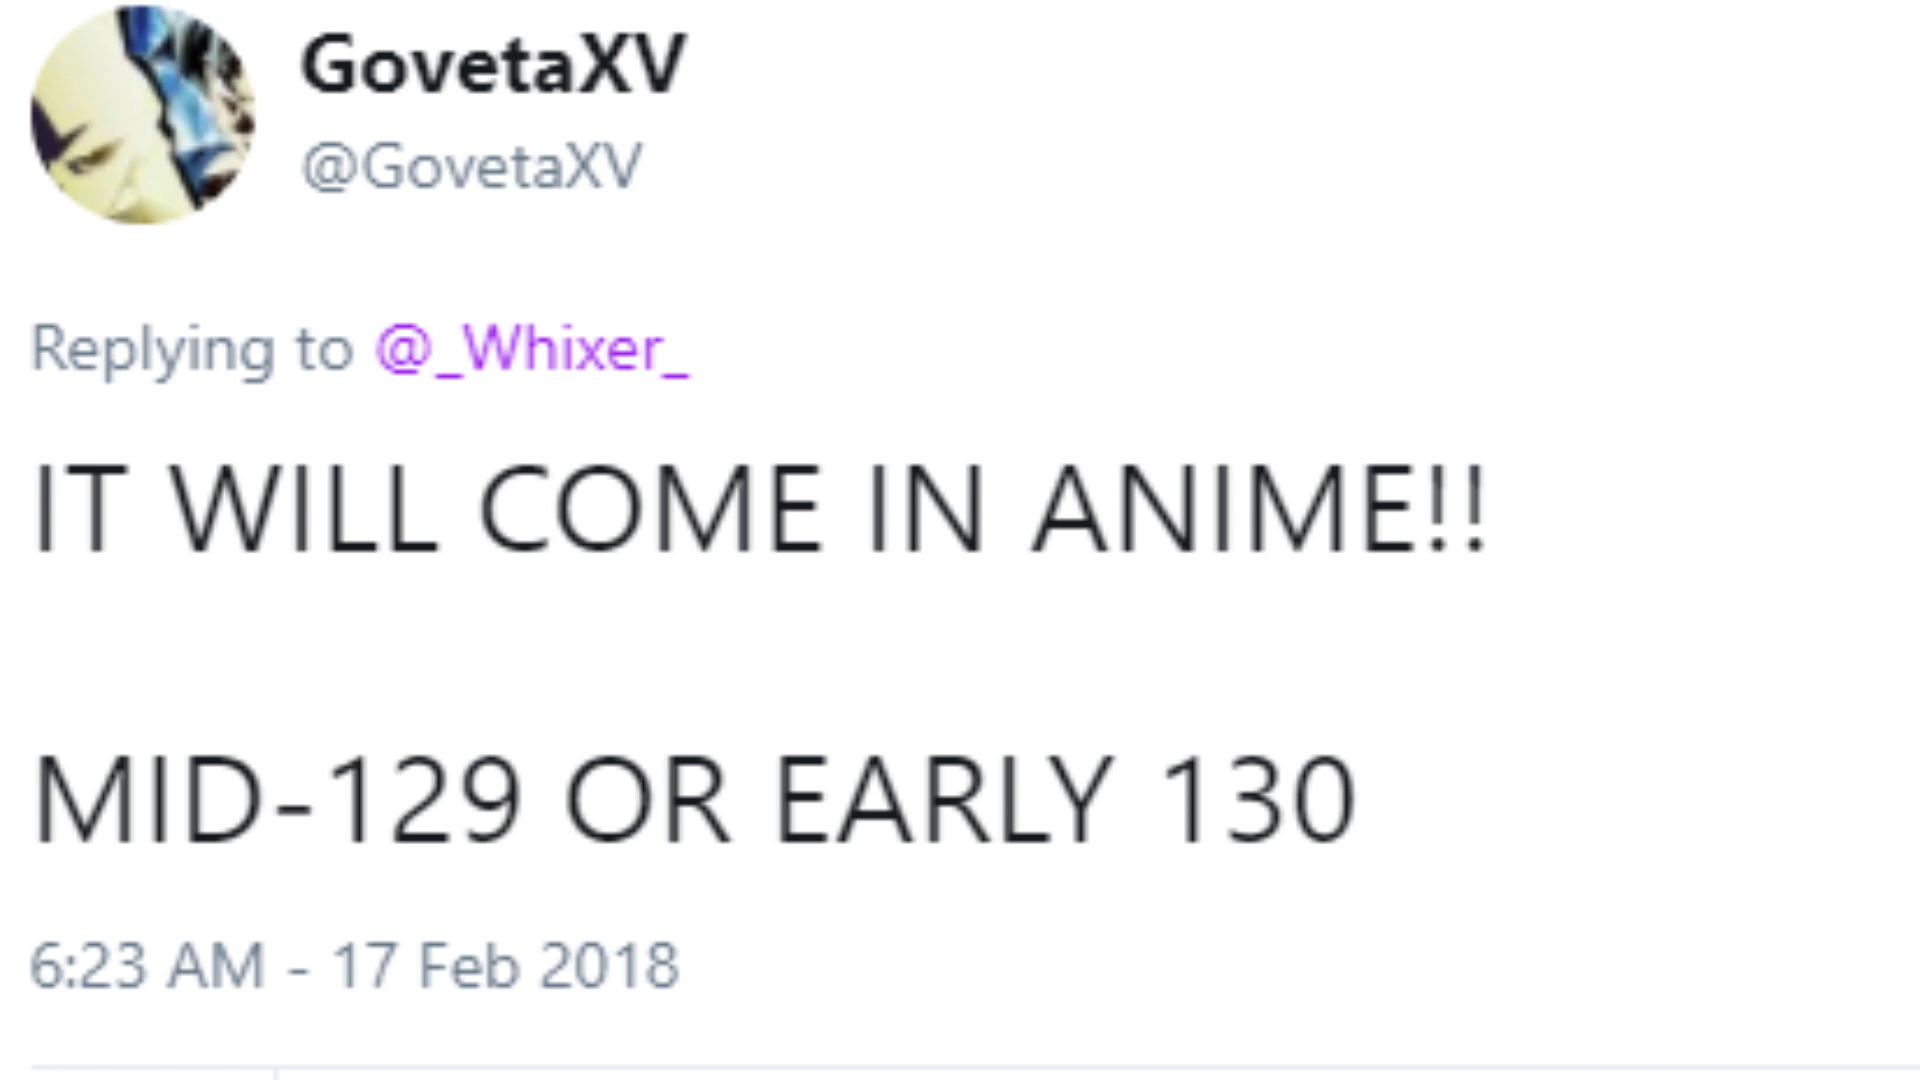 GovetaXV
@GovetaXV
Replying to @_Whixer_
IT WILL COME IN ANIME!!
MID-129 OR EARLY 130
6:23 AM - 17 Feb 2018